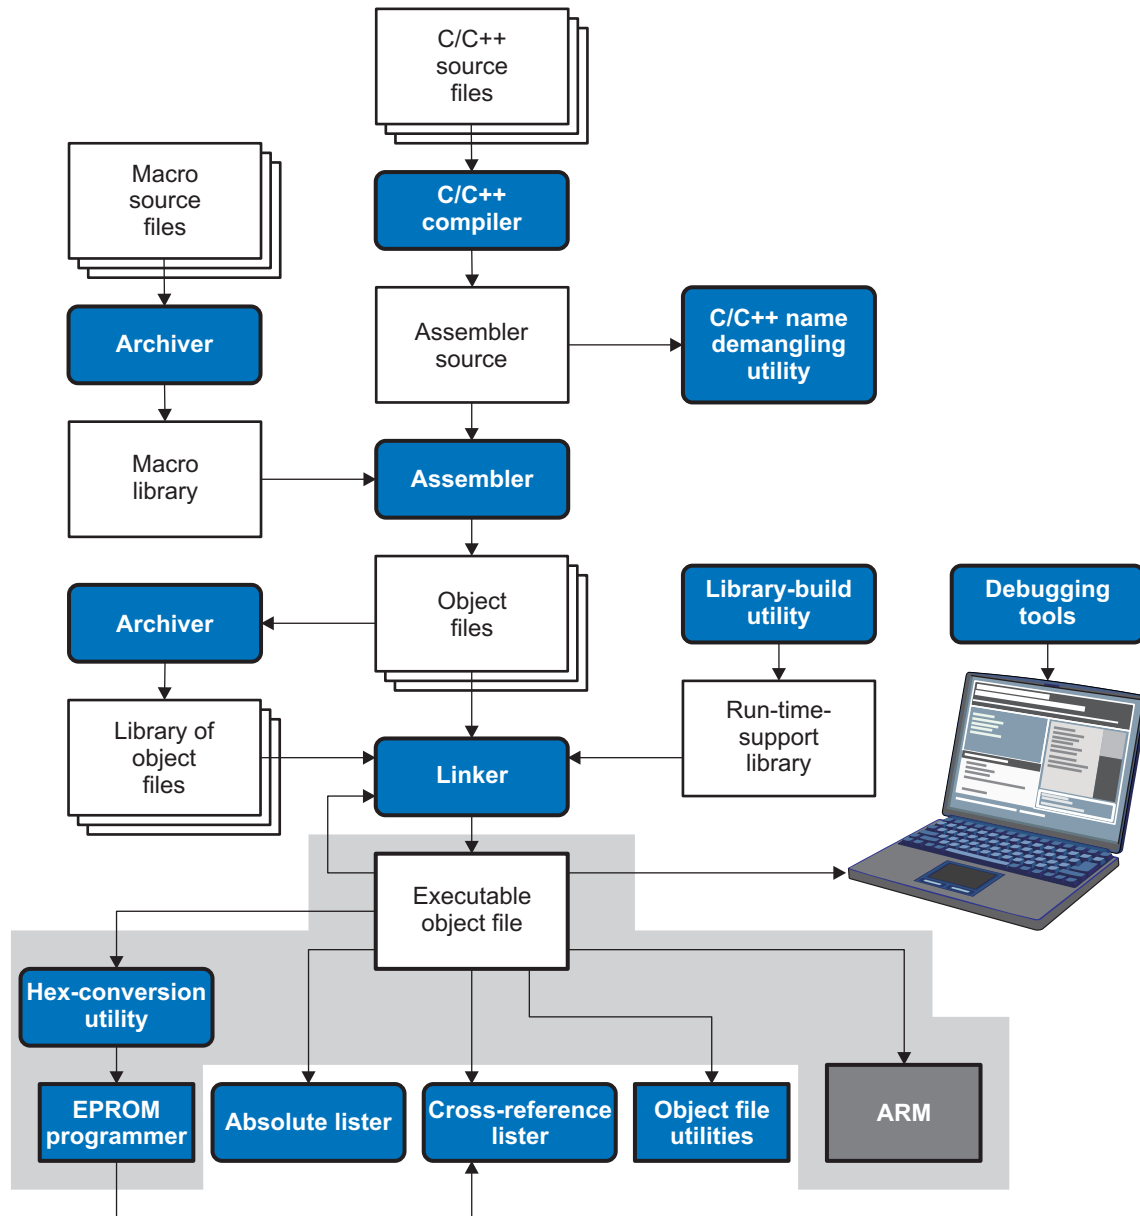 C/C++
source
files
Macro
source
files
C/C++
compiler
Archiver
Assembler
source
C/C++ name
demangling
utility
Macro
library
Assembler
Archiver
Object
files
Library-build
utility
Debugging
tools
Library of
object
files
Linker
Run-time-
support
library
Executable
object file
Hex-conversion
utility
EPROM
programmer
Absolute lister
Cross-reference
lister
Object file
utilities
ARM